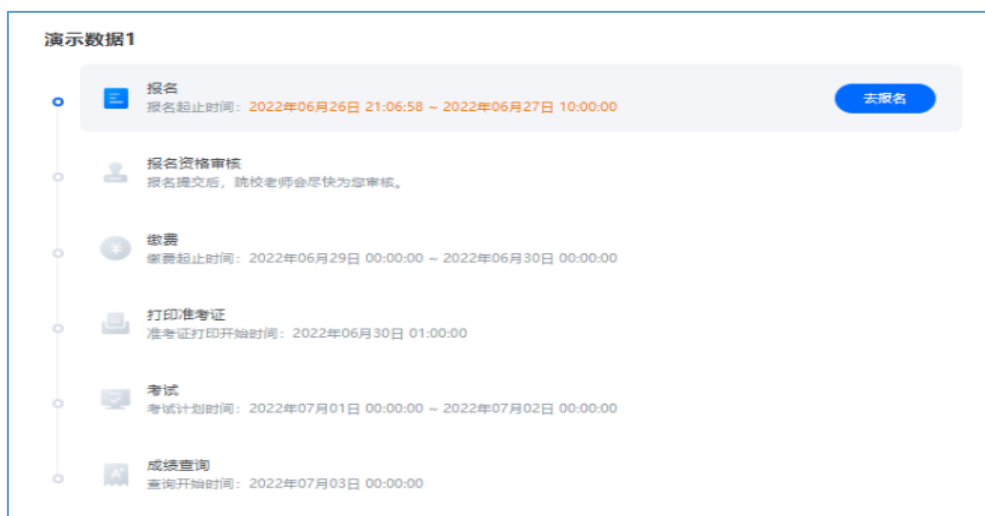 演示数据1
报名
报名起止时间：2022年06月26日 21:06:58 ~ 2022年06月27日 10:00:00
去报名
报名资格审核
报名提交后，院校老师会尽快为您审核。
缴费
缴费起止时间：2022年06月29日 00:00:00 ~ 2022年06月30日 00:00:00
打印准考证
准考证打印开始时间：2022年06月30日 01:00:00
考试
考试计划时间：2022年07月01日 00:00:00 ~ 2022年07月02日 00:00:00
成绩查询
查询开始时间：2022年07月03日 00:00:00